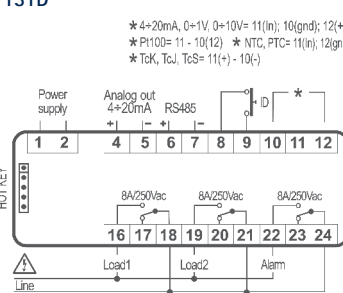 * 4÷20mA, 0÷1V, 0÷10V= 11(In); 10(gnd); 12(+
* Pt100= 11 - 10(12) * NTC, PTC= 11(In); 12(gn
* TcK, TcJ, TcS= 11(+) - 10(-)
Power supply
Analog out 4÷20mA
RS485
ID
*
+ - + -
1 2 4 5 6 7 8 9 10 11 12
HOT KEY
8A/250Vac 8A/250Vac 8A/250Vac
16 17 18 19 20 21 22 23 24
Load1 Load2 Alarm
Line